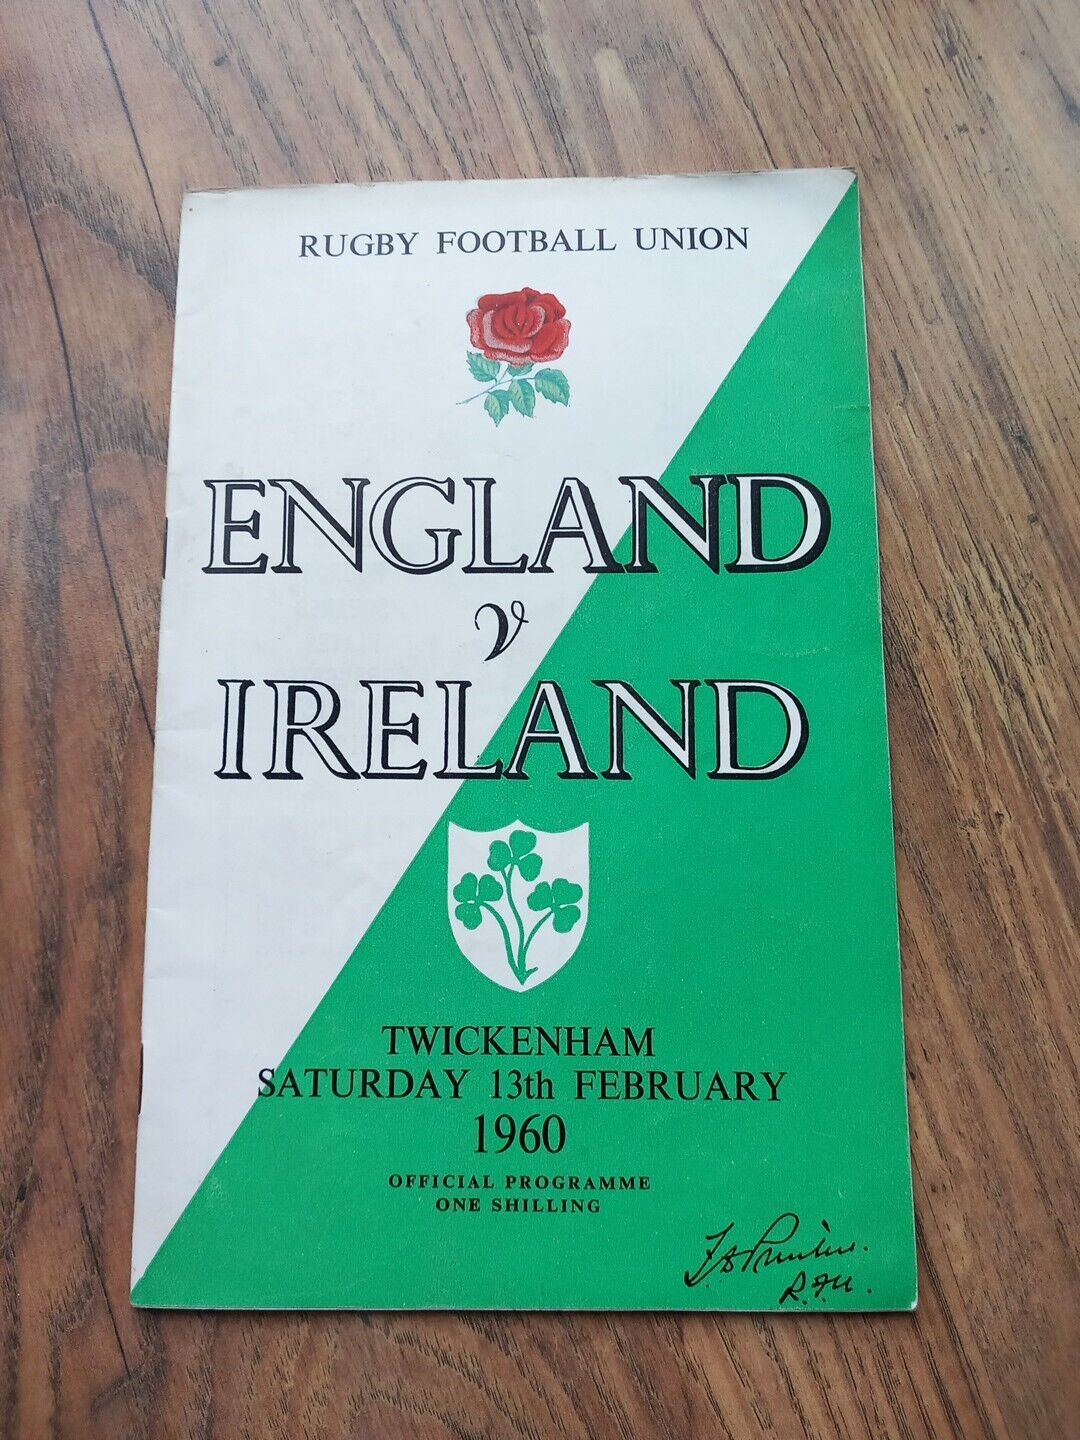 RUGBY FOOTBALL UNION
ENGLAND
v
IRELAND
TWICKENHAM
SATURDAY 13th FEBRUARY
1960
OFFICIAL PROGRAMME
ONE SHILLING
R.F.U.